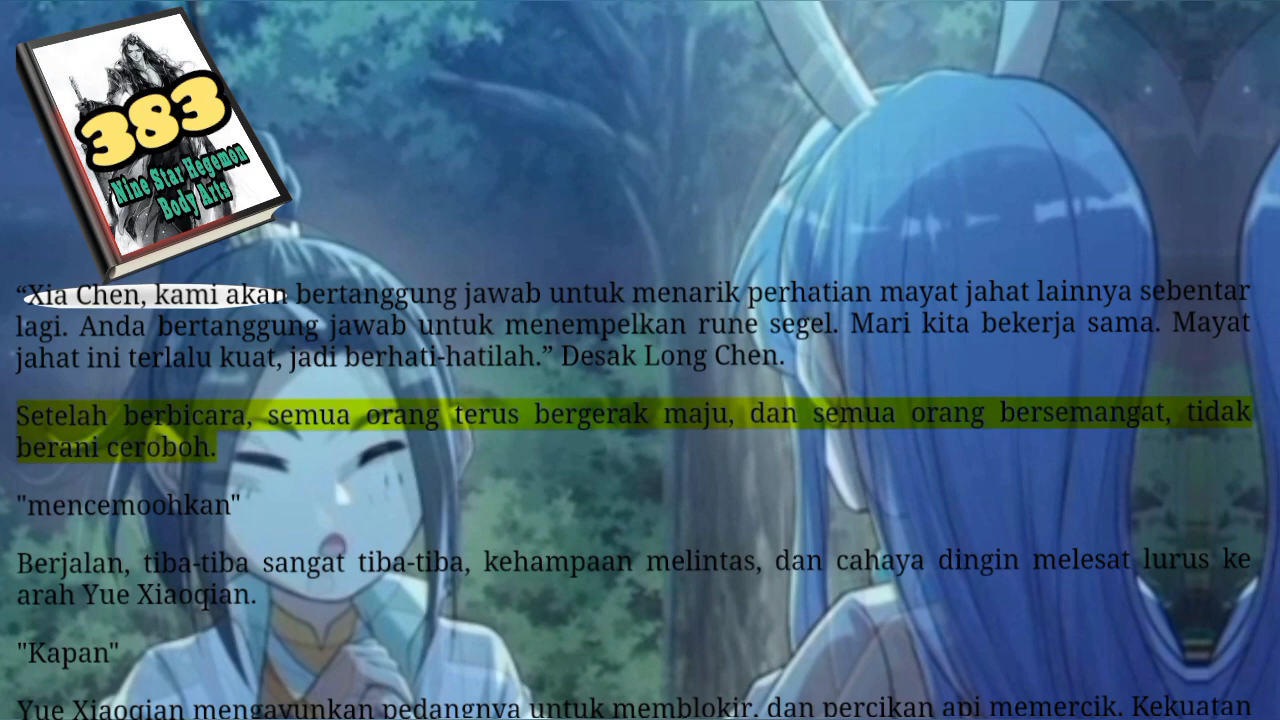 383
Nine Star Hegemon
Body Arts
“Xia Chen, kami akan bertanggung jawab untuk menarik perhatian mayat jahat lainnya sebentar
lagi. Anda bertanggung jawab untuk menempelkan rune segel. Mari kita bekerja sama. Mayat
jahat ini terlalu kuat, jadi berhati-hatilah.” Desak Long Chen.
Setelah berbicara, semua orang terus bergerak maju, dan semua orang bersemangat, tidak
berani ceroboh.
"mencemoohkan"
Berjalan, tiba-tiba sangat tiba-tiba, kehampaan melintas, dan cahaya dingin melesat lurus ke
arah Yue Xiaoqian.
"Kapan"
Yue Xiaoqian mengayunkan pedangnya untuk memblokir, dan percikan api memercik. Kekuatan